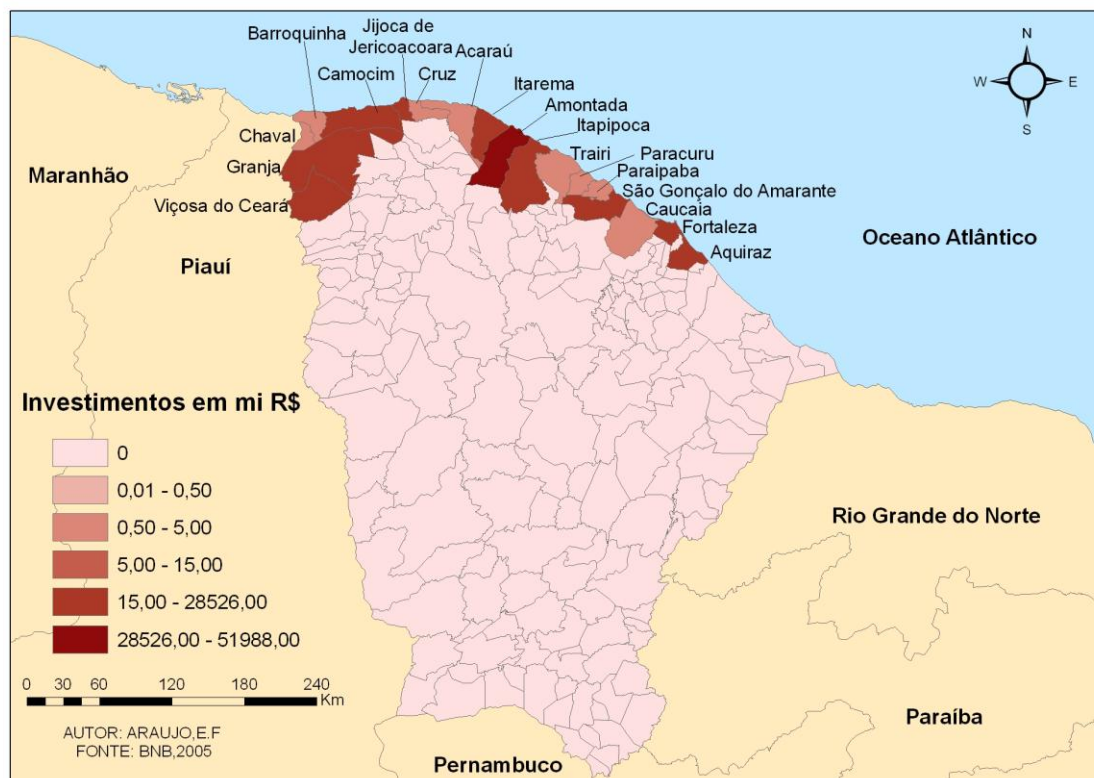 Barroquinha
Jijoca de
Jericoacoara
Acaraú
Camocim
Cruz
Itarema
Amontada
Itapipoca
Chaval
Trairi
Paracuru
Granja
Paraipaba
Maranhão
São Gonçalo do Amarante
Viçosa do Ceará
Caucaia
Fortaleza
Aquiraz
Oceano Atlântico
Piauí
N
W
E
S
Investimentos em mi R$
0
0,01 - 0,50
0,50 - 5,00
5,00 - 15,00
15,00 - 28526,00
28526,00 - 51988,00
Rio Grande do Norte
Paraíba
Pernambuco
0 15 30 60 120 180 240
Km
AUTOR: ARAUJO,E.F
FONTE: BNB,2005